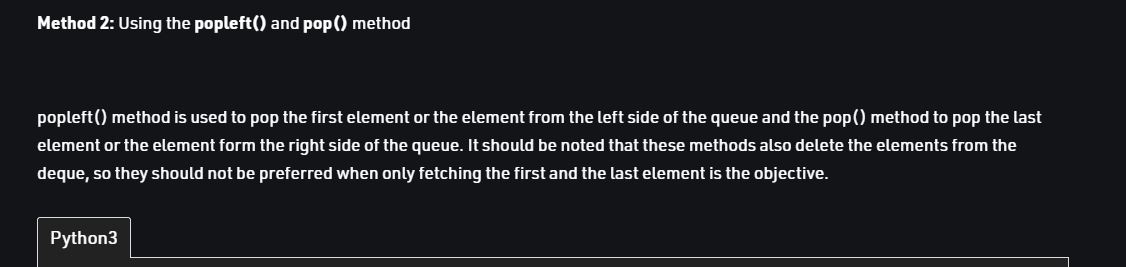 Method 2: Using the popleft() and pop() method
popleft() method is used to pop the first element or the element from the left side of the queue and the pop() method to pop the last
element or the element form the right side of the queue. It should be noted that these methods also delete the elements from the
deque, so they should not be preferred when only fetching the first and the last element is the objective.
Python3